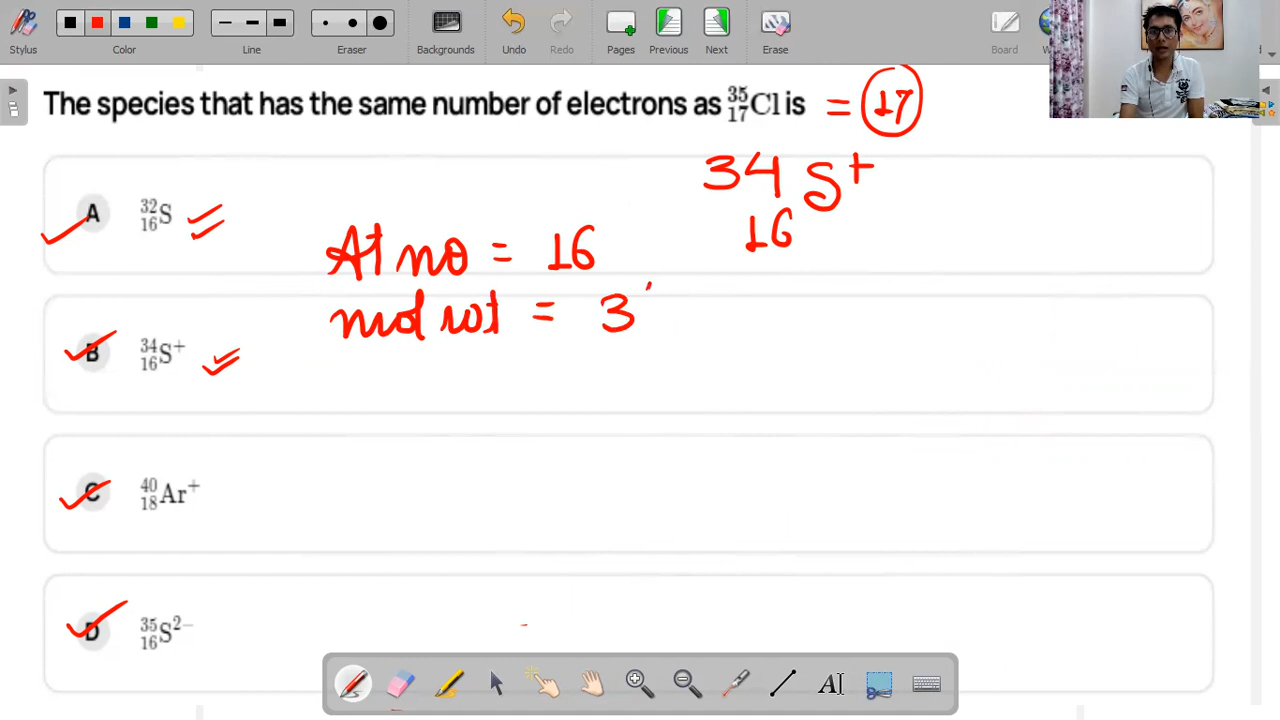 Stylus
Color
Line
Eraser
Backgrounds
Undo
Redo
Pages
Previous
Next
Erase
Board
The species that has the same number of electrons as ³⁵₁₇Cl is = 17
34 S+
16
A ³²₁₆S
At no = 16
mol wt = 3
B ³⁴₁₆S⁺
C ⁴⁰₁₈Ar⁺
D ³⁵₁₆S²⁻
AI